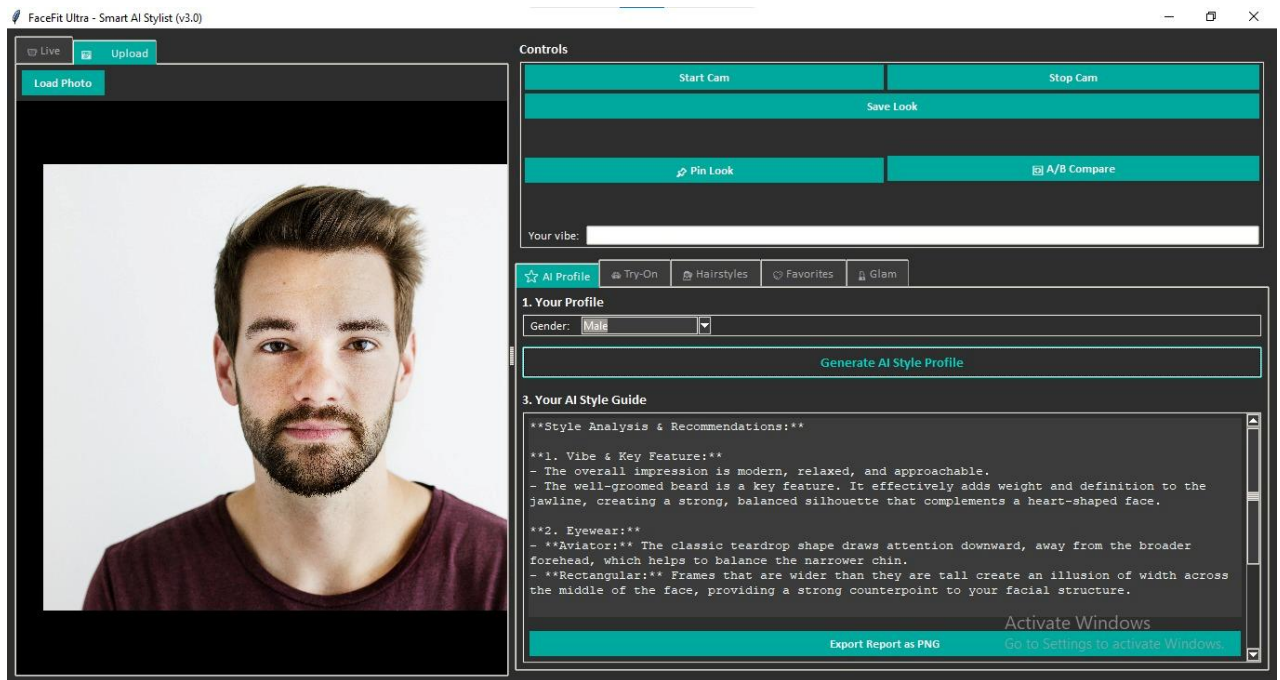 FaceFit Ultra - Smart AI Stylist (v3.0)
Live
Upload
Load Photo
Controls
Start Cam
Stop Cam
Save Look
Pin Look
A/B Compare
Your vibe:
AI Profile
Try-On
Hairstyles
Favorites
Glam
1. Your Profile
Gender: Male
Generate AI Style Profile
3. Your AI Style Guide
**Style Analysis & Recommendations:**
**1. Vibe & Key Feature:**
- The overall impression is modern, relaxed, and approachable.
- The well-groomed beard is a key feature. It effectively adds weight and definition to the
jawline, creating a strong, balanced silhouette that complements a heart-shaped face.
**2. Eyewear:**
- **Aviator:** The classic teardrop shape draws attention downward, away from the broader
forehead, which helps to balance the narrower chin.
- **Rectangular:** Frames that are wider than they are tall create an illusion of width across
the middle of the face, providing a strong counterpoint to your facial structure.
Activate Windows
Go to Settings to activate Windows.
Export Report as PNG